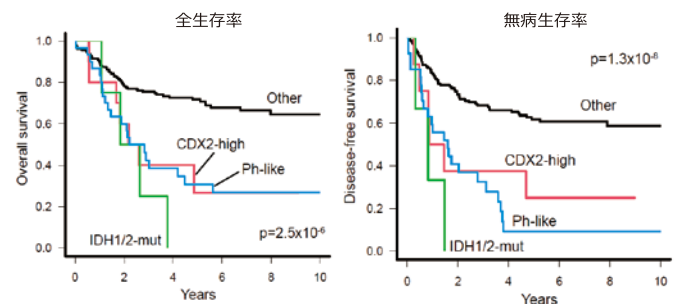 全生存率
無病生存率
Overall survival
1.0
0.8
0.6
0.4
0.2
0.0
Other
CDX2-high
Ph-like
IDH1/2-mut
p=2.5x10-6
0 2 4 6 8 10
Years
Disease-free survival
1.0
0.8
0.6
0.4
0.2
0.0
p=1.3x10-8
Other
CDX2-high
Ph-like
IDH1/2-mut
0 2 4 6 8 10
Years